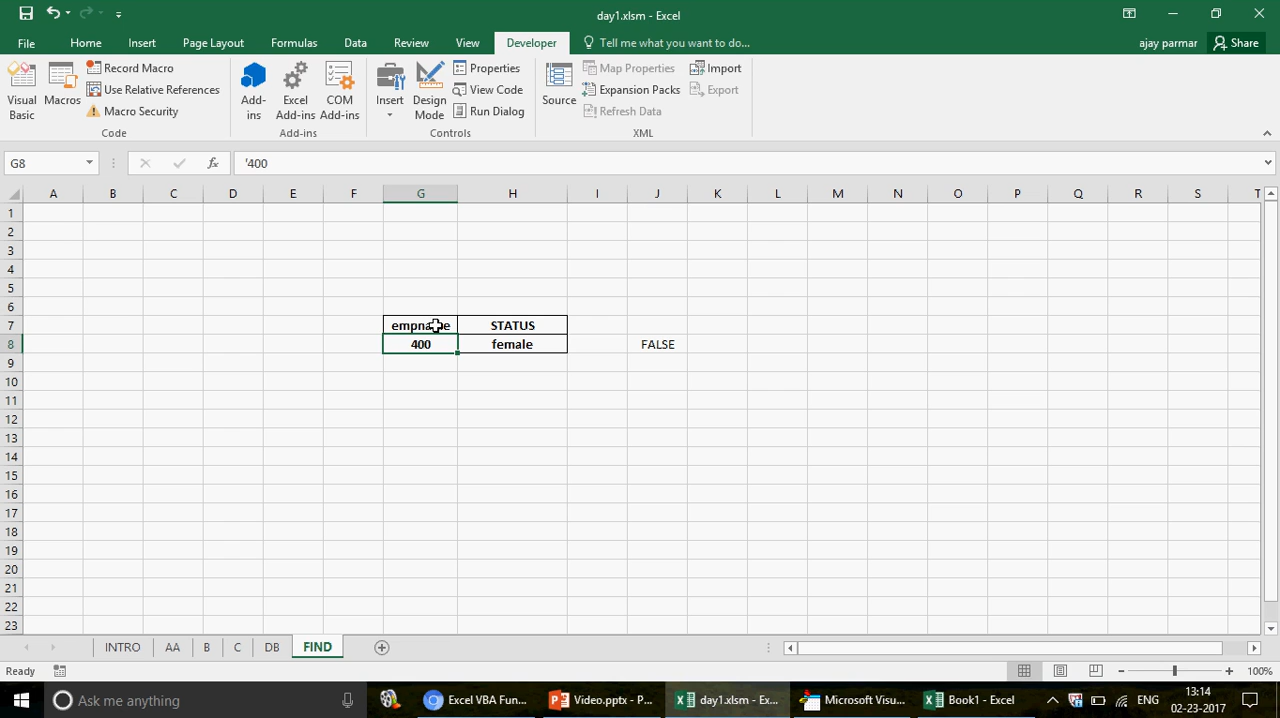 day1.xlsm - Excel
File Home Insert Page Layout Formulas Data Review View Developer Tell me what you want to do... ajay parmar Share
Visual Basic
Macros
Record Macro
Use Relative References
Macro Security
Code
Add-ins
Excel Add-ins
COM Add-ins
Add-ins
Insert
Design Mode
Properties
View Code
Run Dialog
Controls
Source
Map Properties
Expansion Packs
Refresh Data
Import
Export
XML
G8 fx '400
A B C D E F G H I J K L M N O P Q R S T
1
2
3
4
5
6
7 STATUS
8 400 female FALSE
9
10
11
12
13
14
15
16
17
18
19
20
21
22
23
INTRO AA B C DB FIND
Ready 100%
Ask me anything Excel VBA Fun... Video.pptx - P... day1.xlsm - Ex... Microsoft Visu... Book1 - Excel ENG 13:14
02-23-2017